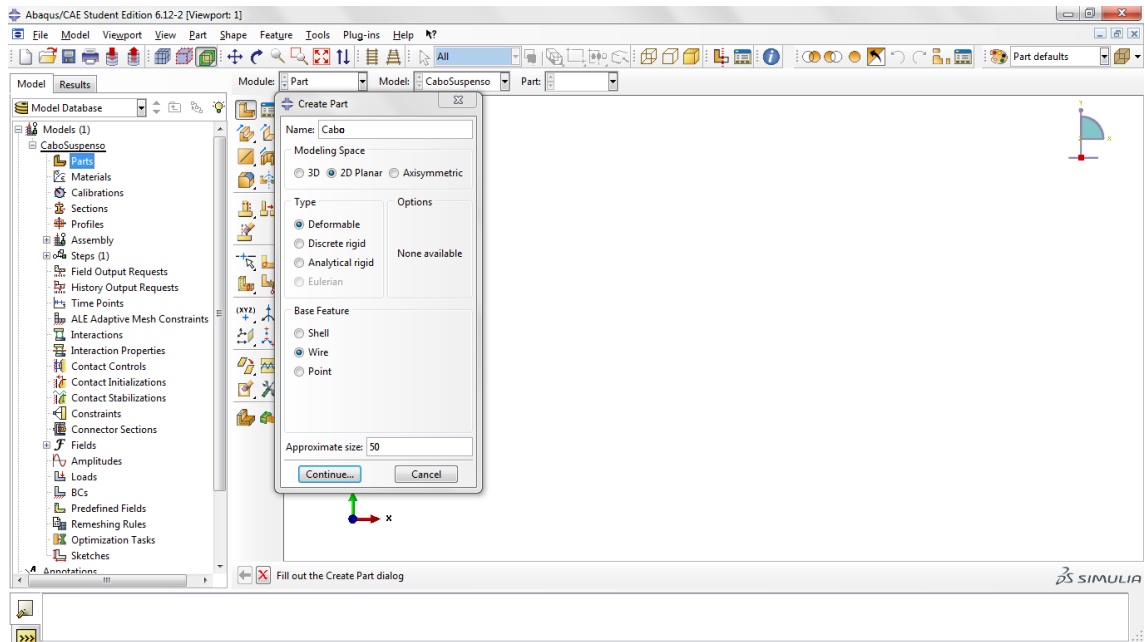 Abaqus/CAE Student Edition 6.12-2 [Viewport: 1]
File Model Viewport View Part Shape Feature Tools Plug-ins Help
All
Part defaults
Model Results
Module: Part Model: CaboSuspenso Part:
Model Database
Models (1)
CaboSuspenso
Parts
Materials
Calibrations
Sections
Profiles
Assembly
Steps (1)
Field Output Requests
History Output Requests
Time Points
ALE Adaptive Mesh Constraints
Interactions
Interaction Properties
Contact Controls
Contact Initializations
Contact Stabilizations
Constraints
Connector Sections
Fields
Amplitudes
Loads
BCs
Predefined Fields
Remeshing Rules
Optimization Tasks
Sketches
Annotations
(XYZ)
Create Part
Name: Cabo
Modeling Space
3D 2D Planar Axisymmetric
Type Options
Deformable
Discrete rigid
Analytical rigid
Eulerian
None available
Base Feature
Shell
Wire
Point
Approximate size: 50
Continue... Cancel
Y
X
X
Fill out the Create Part dialog
SIMULIA
>>>